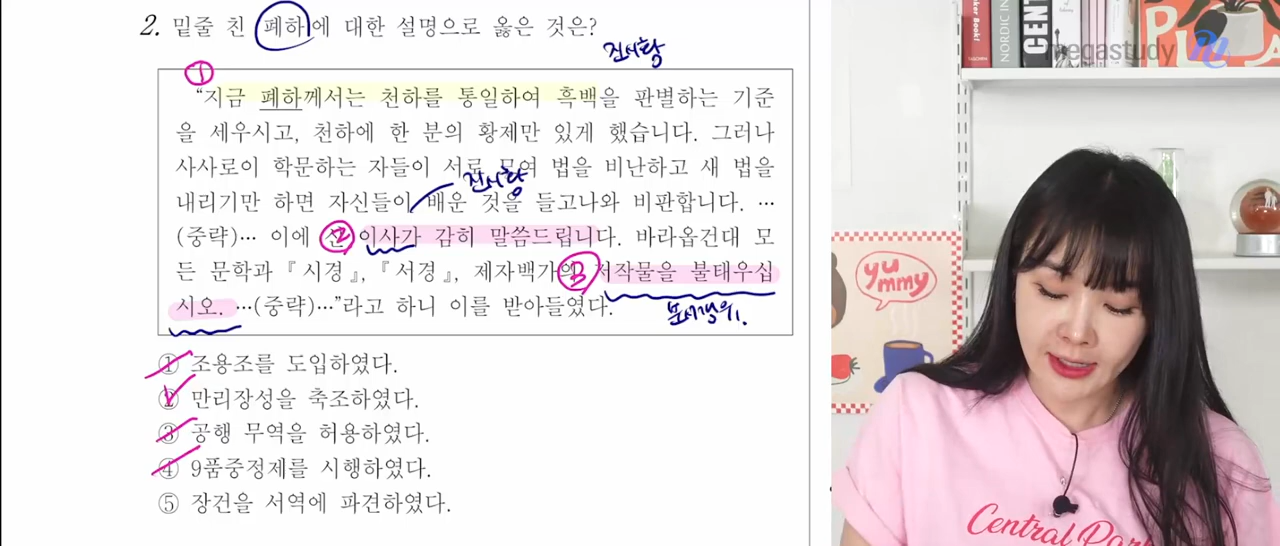 2. 밑줄 친 폐하에 대한 설명으로 옳은 것은?
진시황
①
“지금 폐하께서는 천하를 통일하여 흑백을 판별하는 기준
을 세우시고, 천하에 한 분의 황제만 있게 했습니다. 그러나
사사로이 학문하는 자들이 서로 모여 법을 비난하고 새 법을
진시황
내리기만 하면 자신들이 배운 것을 들고나와 비판합니다. …
(중략)… 이에 신 ② 이사가 감히 말씀드립니다. 바라옵건대 모
든 문학과 『시경』, 『서경』, 제자백가의 ③ 저작물을 불태우십
시오. …(중략)…”라고 하니 이를 받아들였다.
분서갱유.
① 조용조를 도입하였다.
② 만리장성을 축조하였다.
③ 공행 무역을 허용하였다.
④ 9품중정제를 시행하였다.
⑤ 장건을 서역에 파견하였다.
megastudy
NORDIC IN
CENT
yummy
Central Park